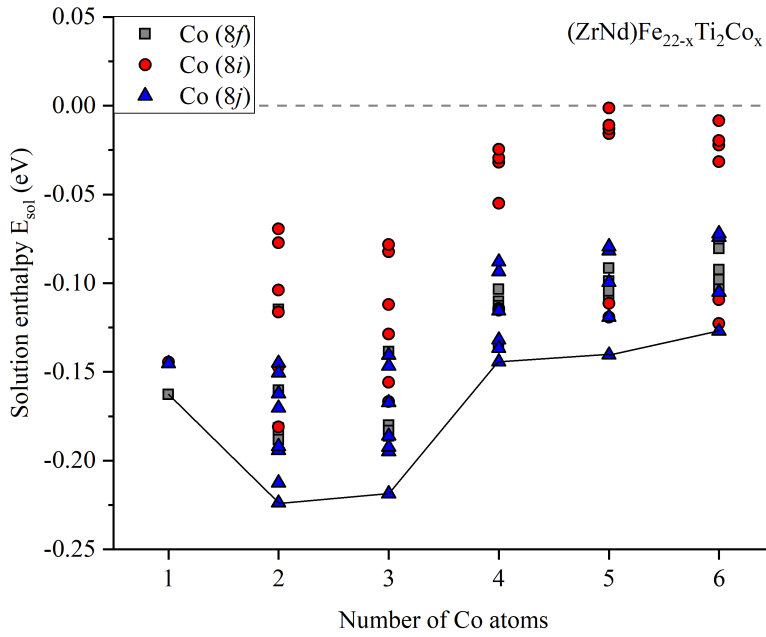 (ZrNd)Fe22-xTi2Cox
Co (8f)
Co (8i)
Co (8j)
0.05
0.00
-0.05
-0.10
-0.15
-0.20
-0.25
Solution enthalpy Esol (eV)
1 2 3 4 5 6
Number of Co atoms